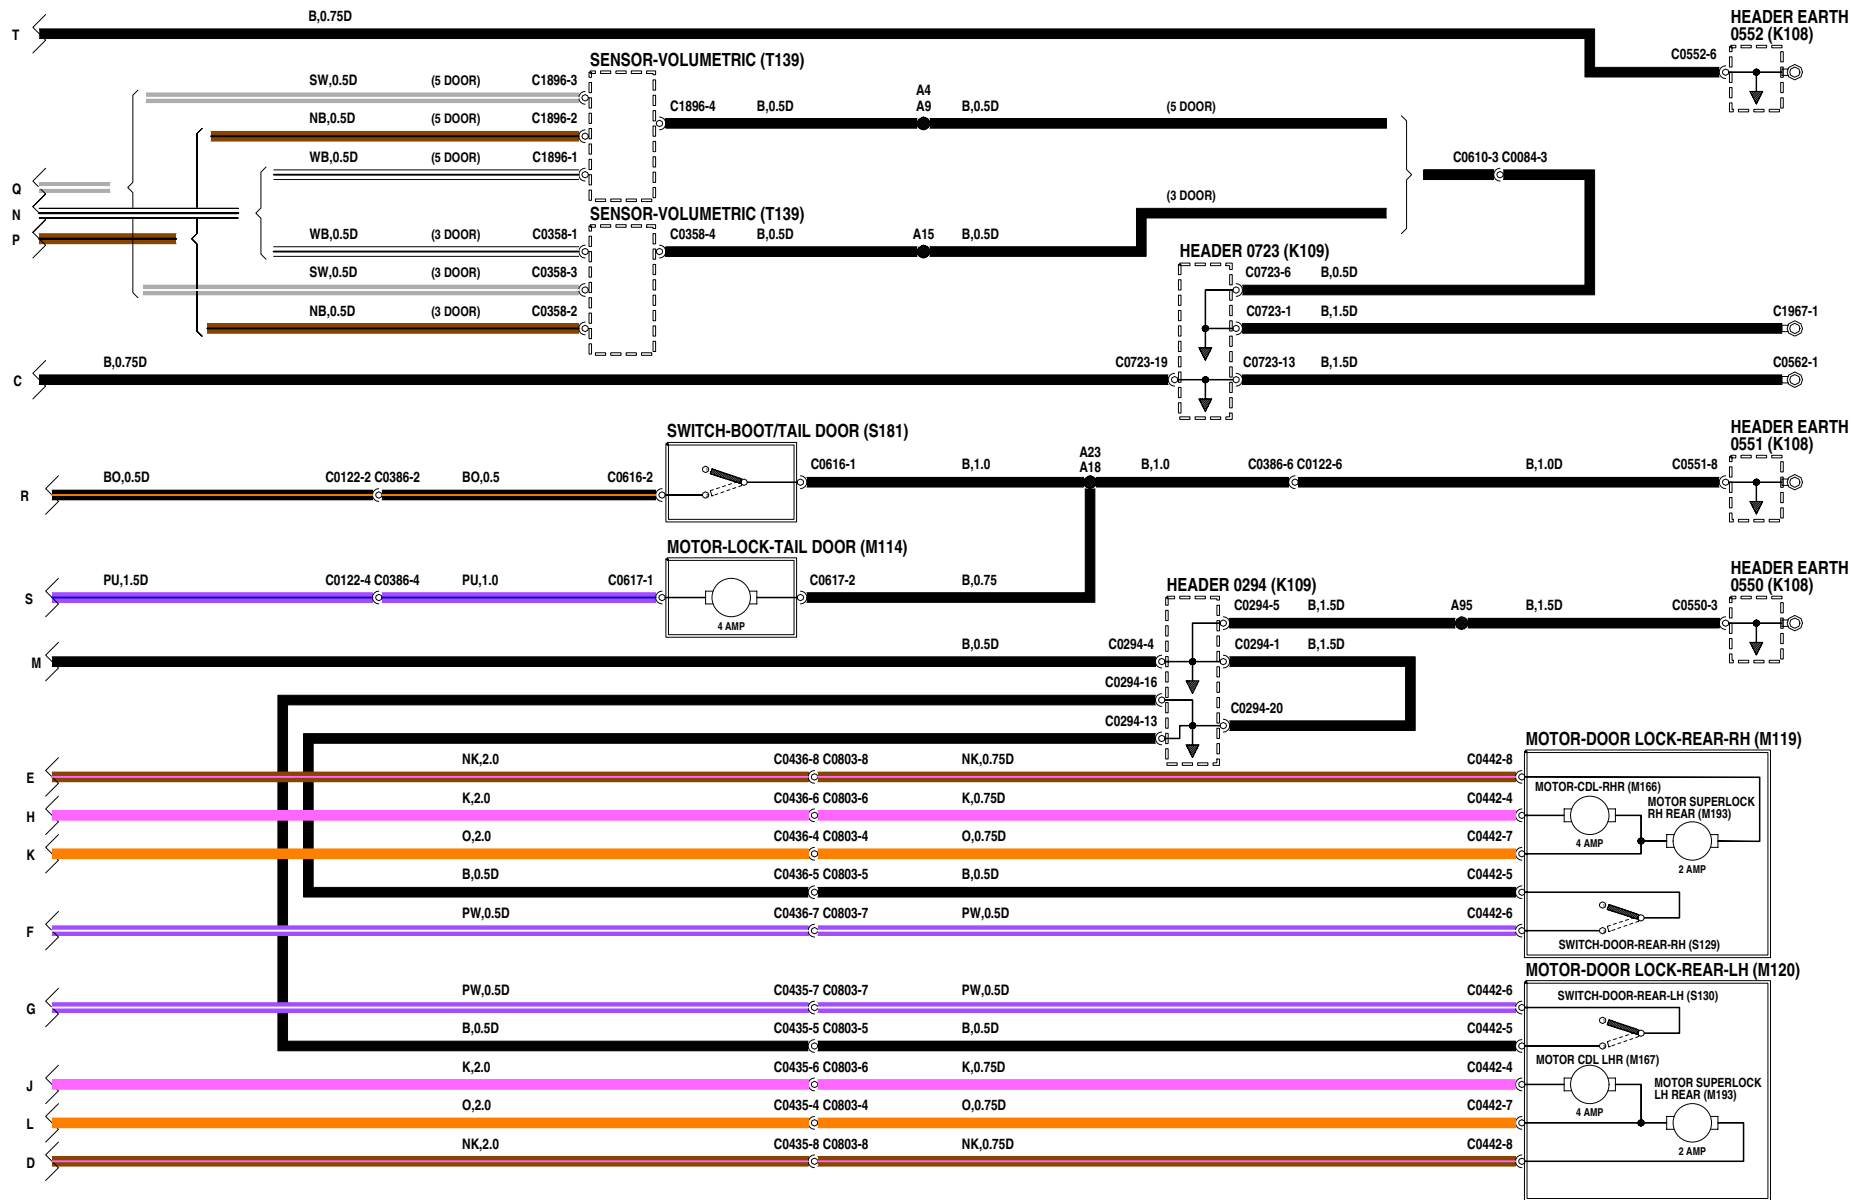 T
B,0.75D
HEADER EARTH
0552 (K108)
C0552-6
SENSOR-VOLUMETRIC (T139)
SW,0.5D (5 DOOR) C1896-3
C1896-4 B,0.5D
A4
A9
B,0.5D (5 DOOR)
NB,0.5D (5 DOOR) C1896-2
WB,0.5D (5 DOOR) C1896-1
C0610-3 C0084-3
Q
N
P
(3 DOOR)
SENSOR-VOLUMETRIC (T139)
WB,0.5D (3 DOOR) C0358-1
C0358-4 B,0.5D A15 B,0.5D
SW,0.5D (3 DOOR) C0358-3
NB,0.5D (3 DOOR) C0358-2
HEADER 0723 (K109)
C0723-6 B,0.5D
C0723-1 B,1.5D C1967-1
C
B,0.75D C0723-19
C0723-13 B,1.5D C0562-1
SWITCH-BOOT/TAIL DOOR (S181)
HEADER EARTH
0551 (K108)
R
BO,0.5D C0122-2 C0386-2 BO,0.5 C0616-2
C0616-1 B,1.0
A23
A18
B,1.0 C0386-6 C0122-6 B,1.0D C0551-8
MOTOR-LOCK-TAIL DOOR (M114)
S
PU,1.5D C0122-4 C0386-4 PU,1.0 C0617-1
4 AMP
C0617-2 B,0.75
HEADER 0294 (K109)
HEADER EARTH
0550 (K108)
C0294-5 B,1.5D A95 B,1.5D C0550-3
M
B,0.5D C0294-4
C0294-1 B,1.5D
C0294-16
C0294-20
C0294-13
MOTOR-DOOR LOCK-REAR-RH (M119)
E
NK,2.0 C0436-8 C0803-8 NK,0.75D C0442-8
H
K,2.0 C0436-6 C0803-6 K,0.75D C0442-4
MOTOR-CDL-RHR (M166)
4 AMP
MOTOR SUPERLOCK
RH REAR (M193)
2 AMP
K
O,2.0 C0436-4 C0803-4 O,0.75D C0442-7
B,0.5D C0436-5 C0803-5 B,0.5D C0442-5
F
PW,0.5D C0436-7 C0803-7 PW,0.5D C0442-6
SWITCH-DOOR-REAR-RH (S129)
MOTOR-DOOR LOCK-REAR-LH (M120)
G
PW,0.5D C0435-7 C0803-7 PW,0.5D C0442-6
SWITCH-DOOR-REAR-LH (S130)
B,0.5D C0435-5 C0803-5 B,0.5D C0442-5
J
K,2.0 C0435-6 C0803-6 K,0.75D C0442-4
MOTOR CDL LHR (M167)
4 AMP
MOTOR SUPERLOCK
LH REAR (M193)
2 AMP
L
O,2.0 C0435-4 C0803-4 O,0.75D C0442-7
D
NK,2.0 C0435-8 C0803-8 NK,0.75D C0442-8